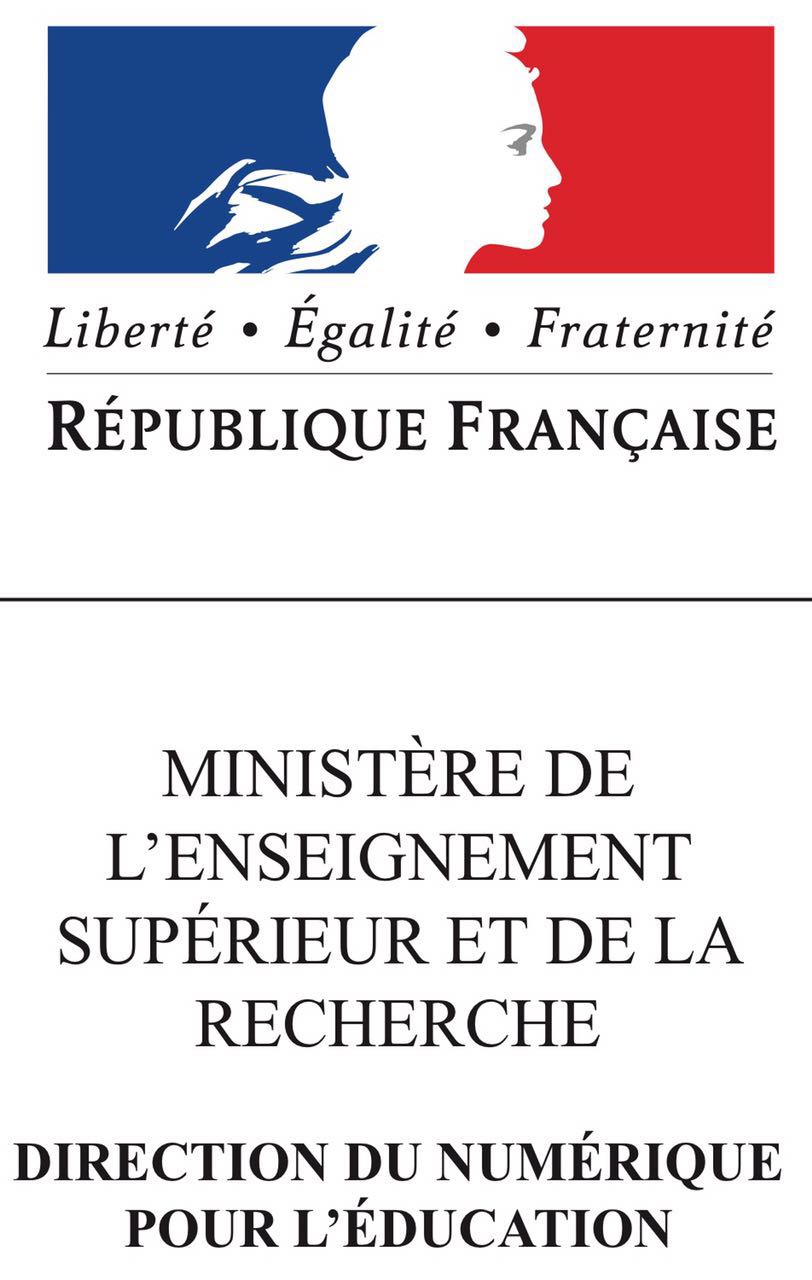 Liberté • Égalité • Fraternité
RÉPUBLIQUE FRANÇAISE
MINISTÈRE DE
L’ENSEIGNEMENT
SUPÉRIEUR ET DE LA
RECHERCHE
DIRECTION DU NUMÉRIQUE
POUR L’ÉDUCATION